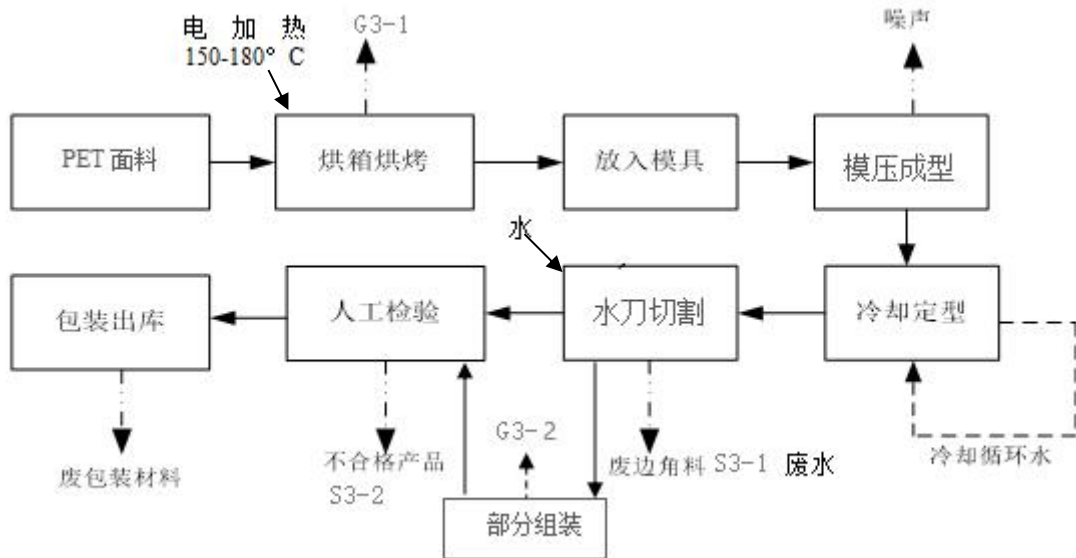 电 加 热
150-180° C
G3-1
噪声
PET 面料
烘箱烘烤
放入模具
模压成型
水
包装出库
人工检验
水刀切割
冷却定型
G3-2
废包装材料
不合格产品
S3-2
废边角料 S3-1 废水
冷却循环水
部分组装